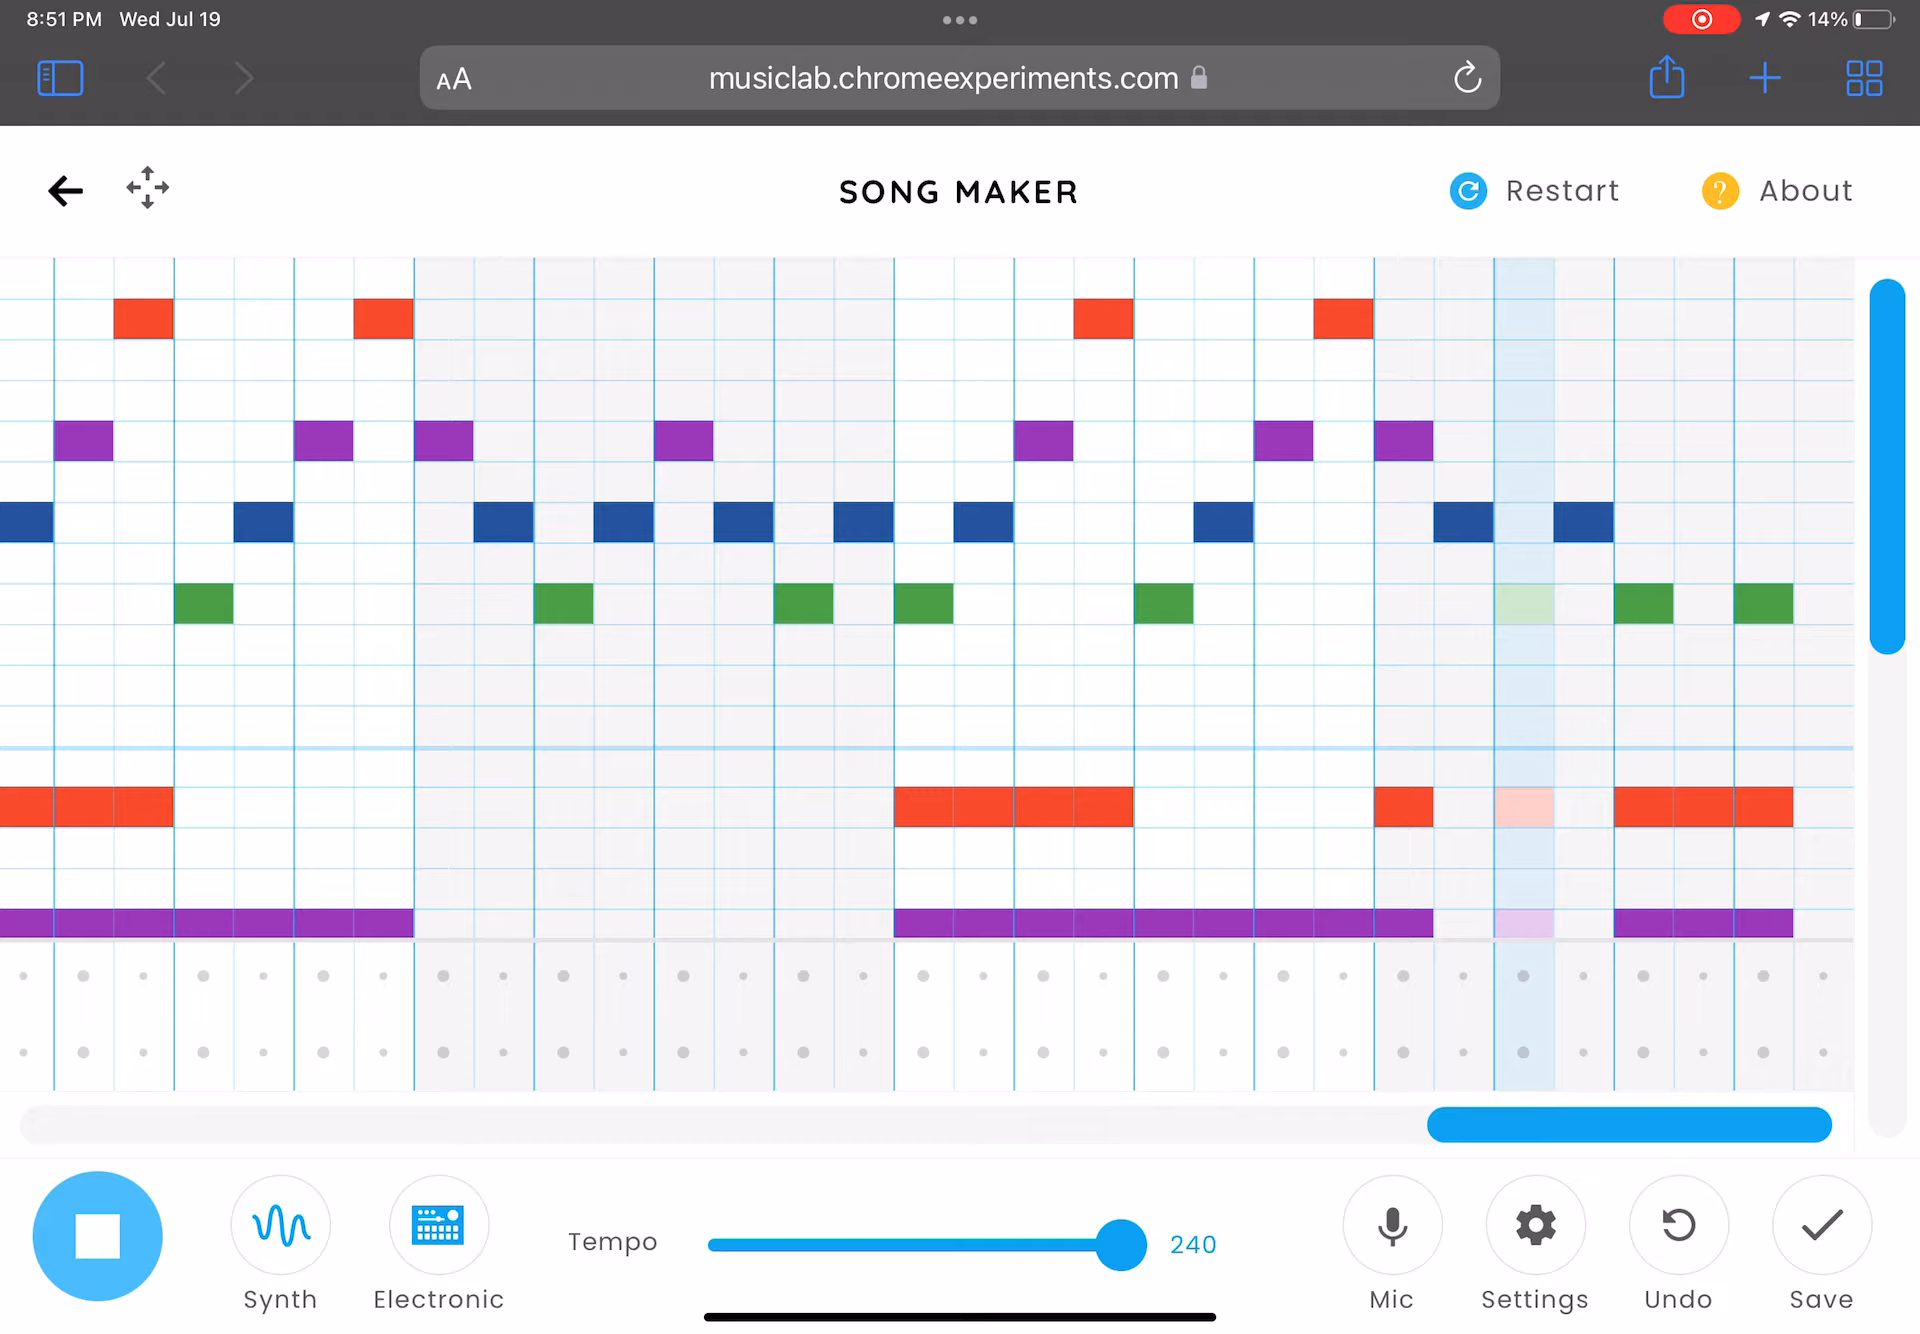 8:51 PM Wed Jul 19
14%
AA
musiclab.chromeexperiments.com
SONG MAKER
Restart
? About
Tempo
240
Synth
Electronic
Mic
Settings
Undo
Save